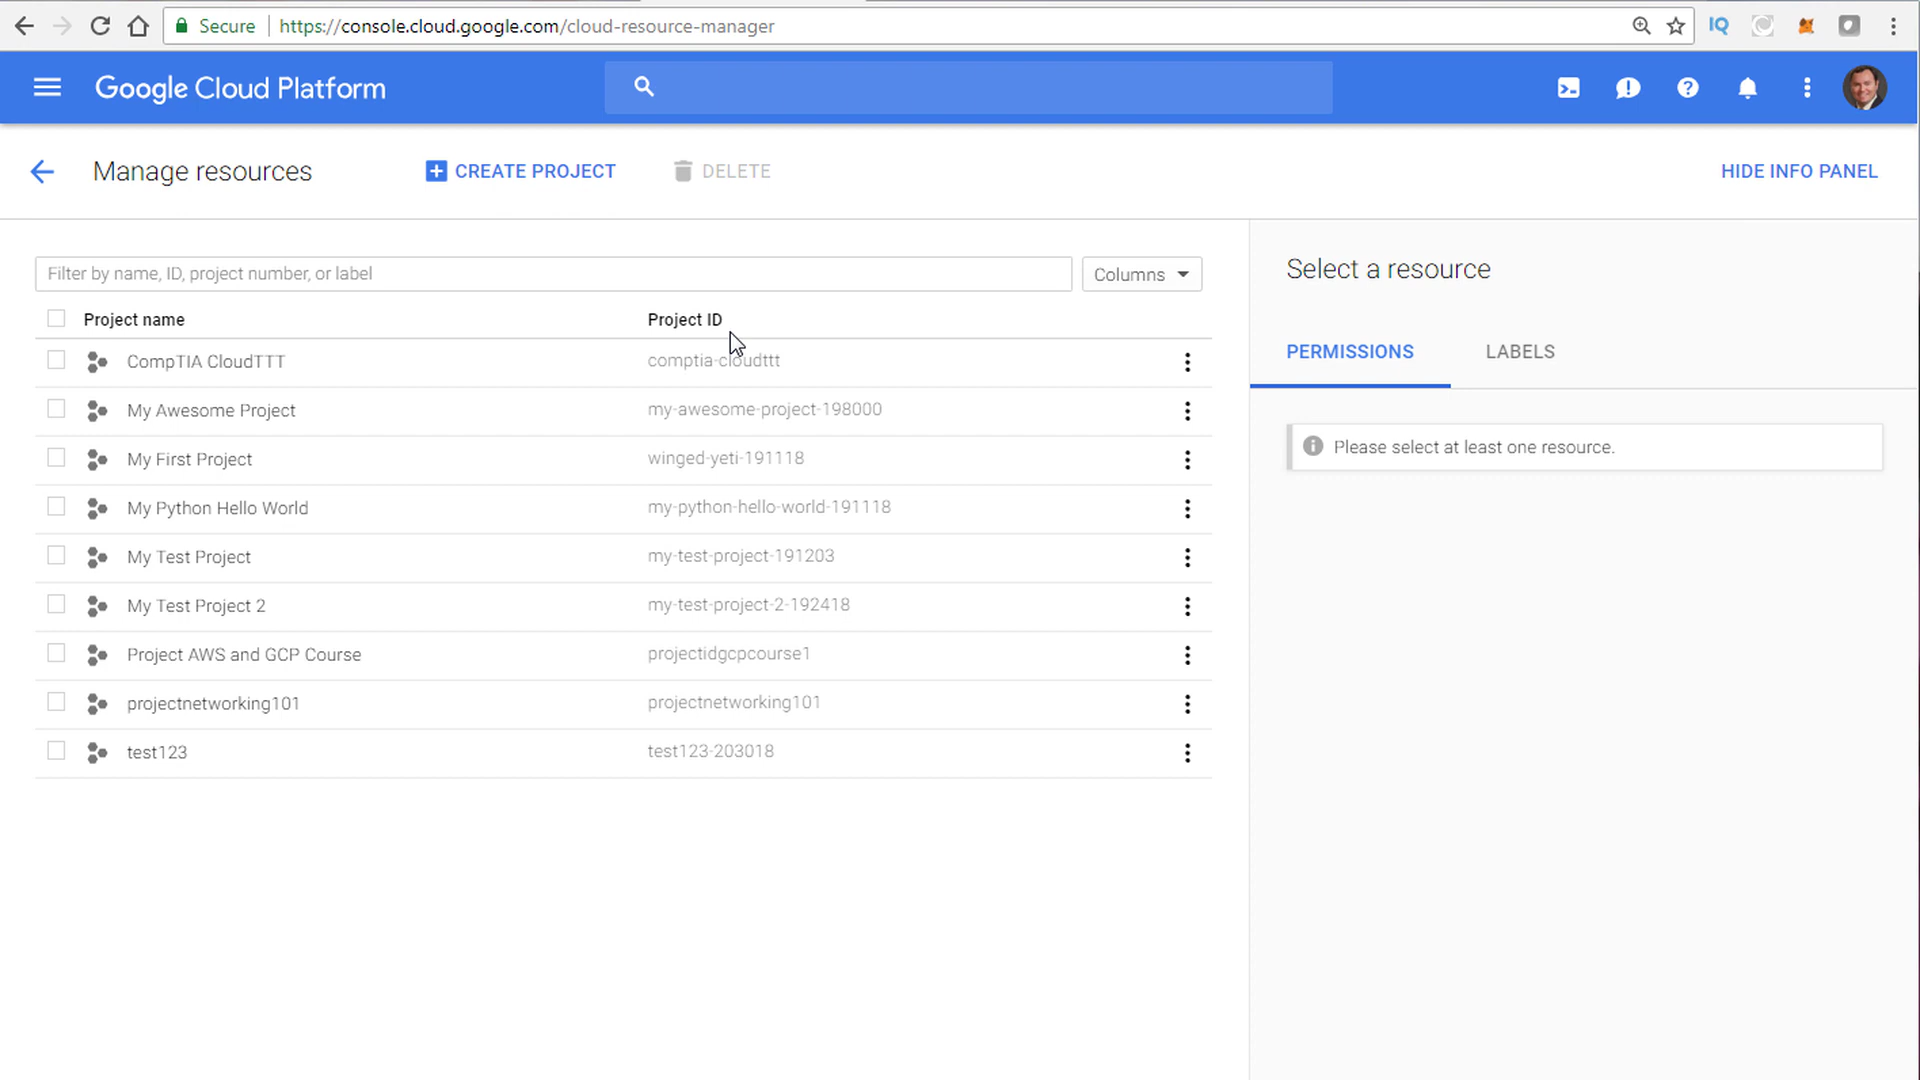 Secure https://console.cloud.google.com/cloud-resource-manager IQ
Google Cloud Platform
Manage resources CREATE PROJECT DELETE HIDE INFO PANEL
Filter by name, ID, project number, or label Columns
Project name Project ID
CompTIA CloudTTT comptia-cloudttt
My Awesome Project my-awesome-project-198000
My First Project winged-yeti-191118
My Python Hello World my-python-hello-world-191118
My Test Project my-test-project-191203
My Test Project 2 my-test-project-2-192418
Project AWS and GCP Course projectidgcpcourse1
projectnetworking101 projectnetworking101
test123 test123-203018
Select a resource
PERMISSIONS LABELS
Please select at least one resource.